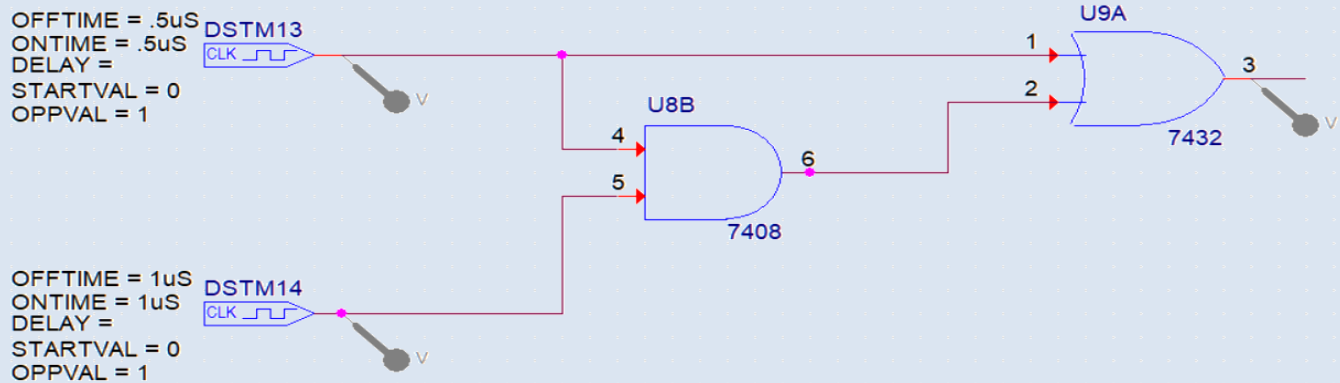 OFFTIME = .5uS
DSTM13
ONTIME = .5uS
CLK
DELAY =
STARTVAL = 0
OPPVAL = 1
V
U9A
1
2
3
7432
V
U8B
4
5
6
7408
OFFTIME = 1uS
DSTM14
ONTIME = 1uS
CLK
DELAY =
STARTVAL = 0
OPPVAL = 1
V